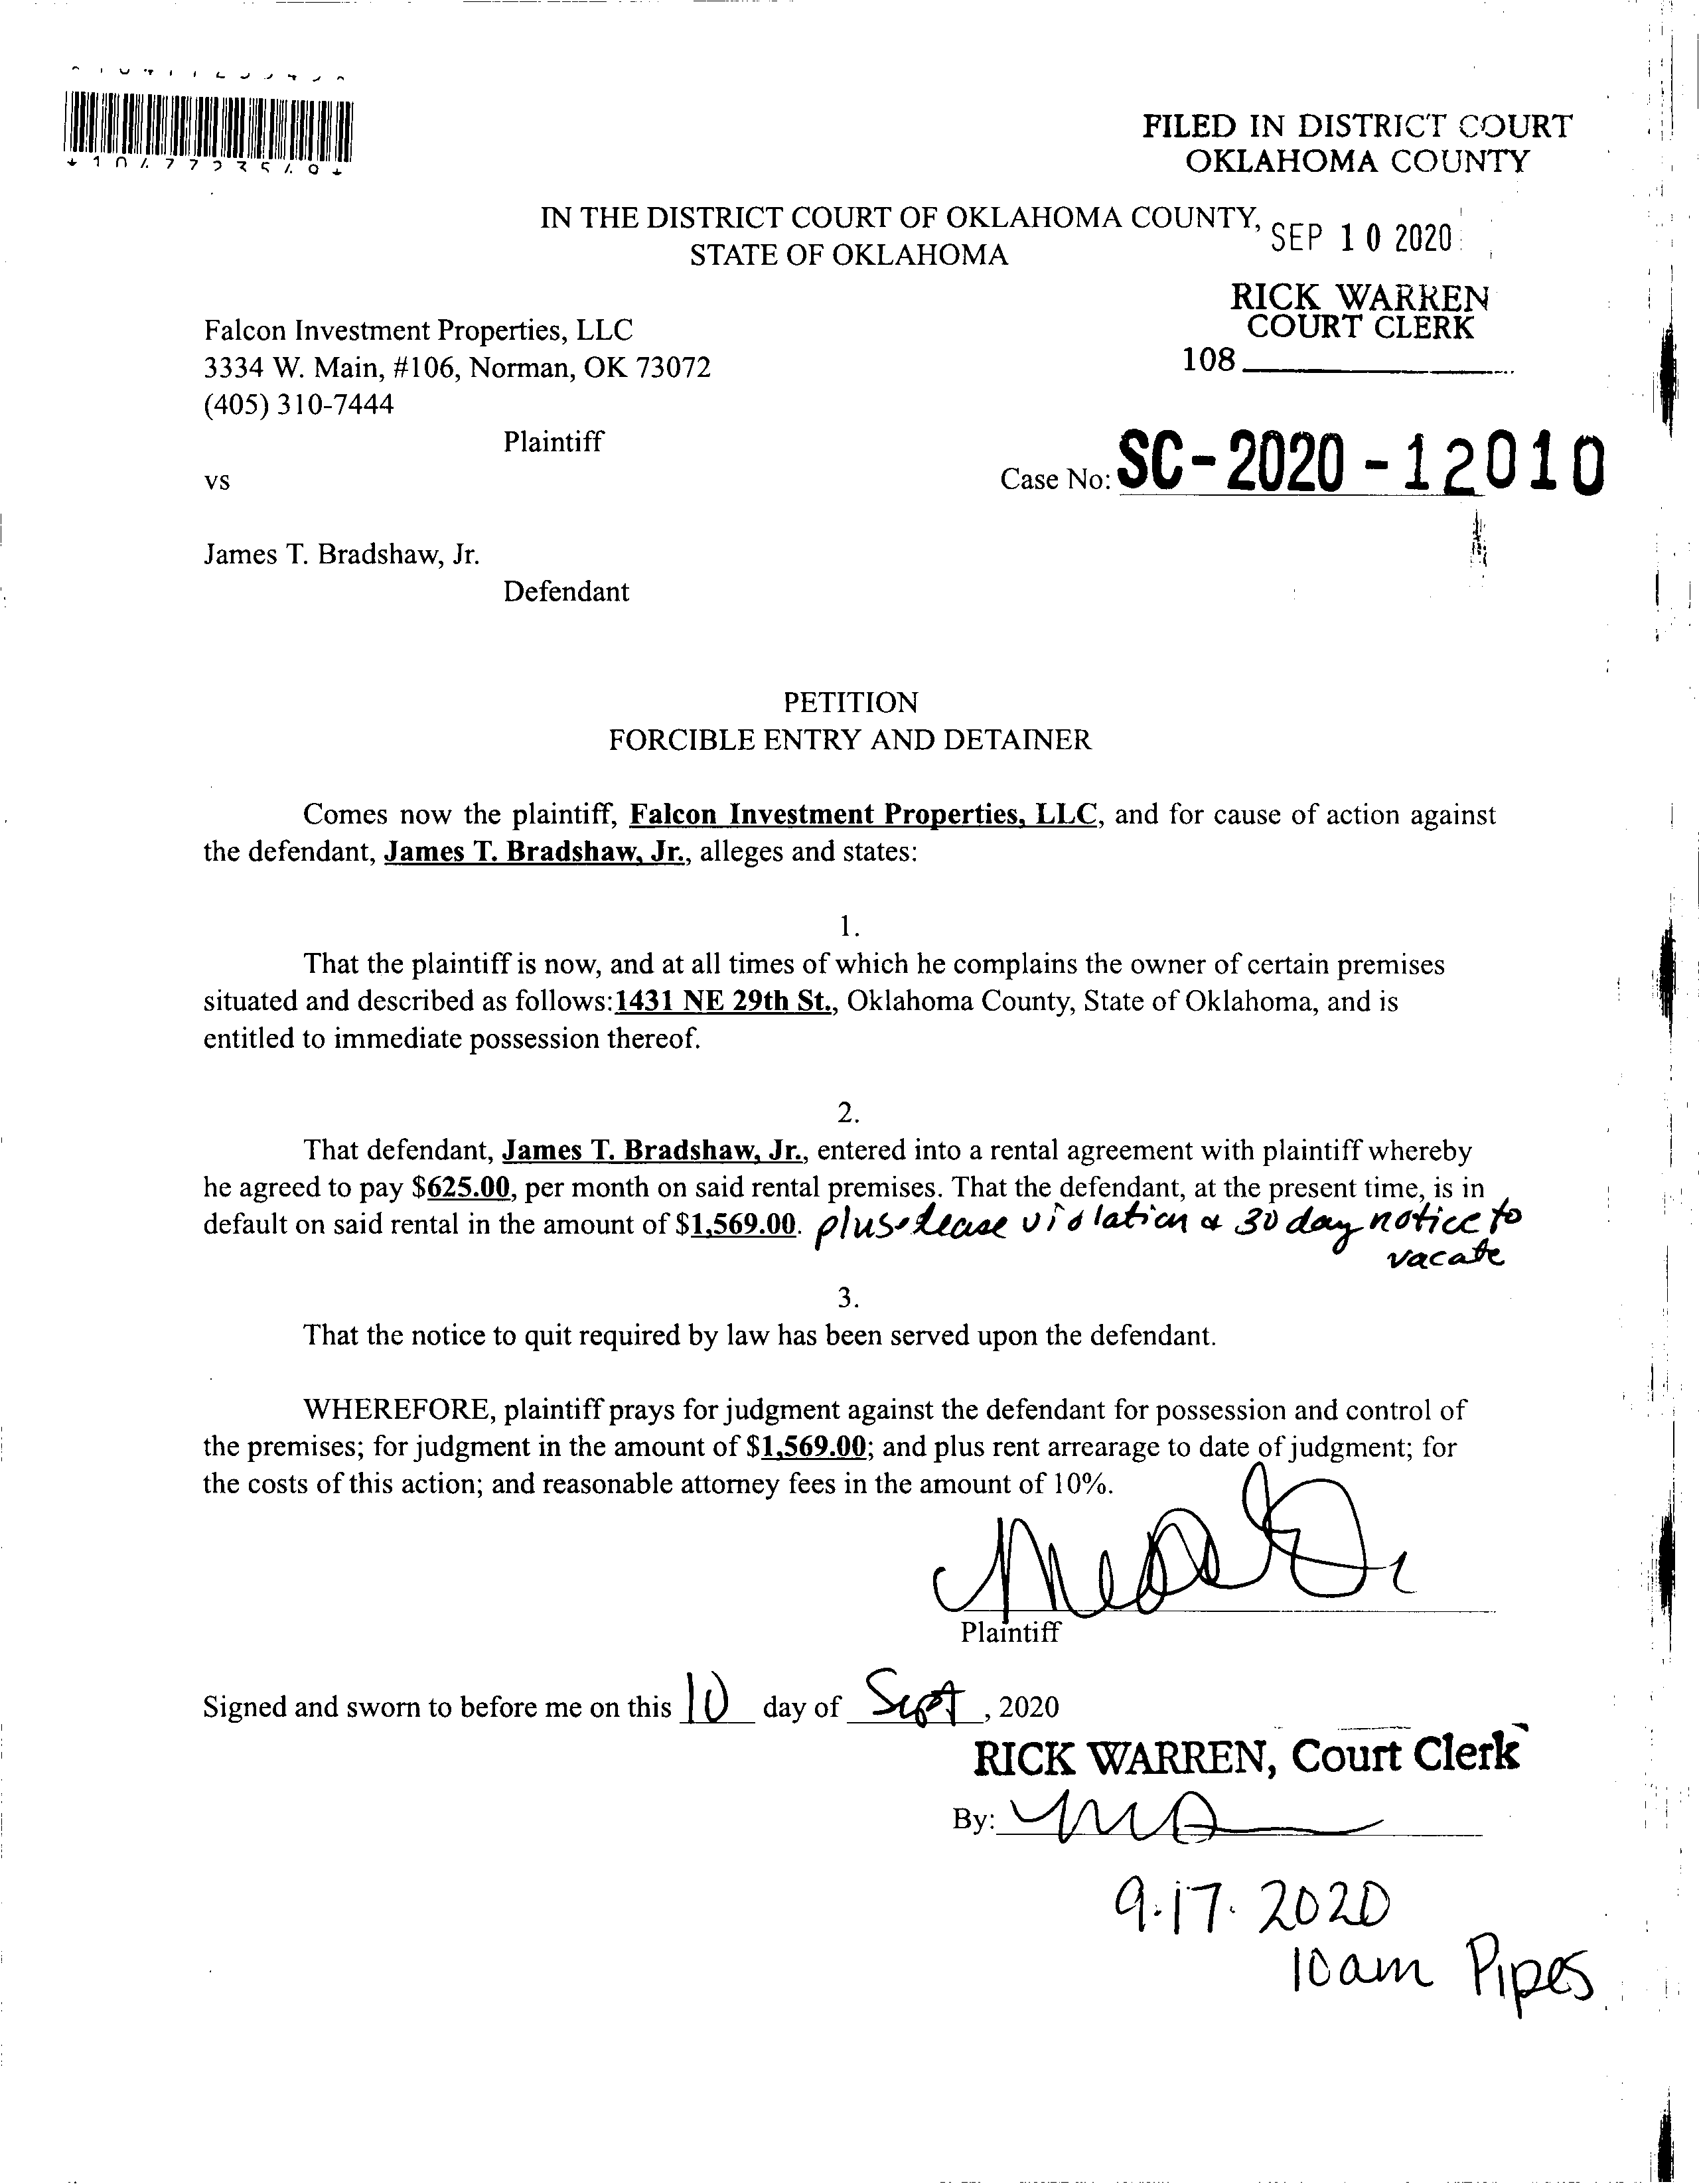 FILED IN DISTRICT COURT
OKLAHOMA COUNTY
IN THE DISTRICT COURT OF OKLAHOMA COUNTY,
STATE OF OKLAHOMA
SEP 10 2020
RICK WARREN
COURT CLERK
108
Falcon Investment Properties, LLC
3334 W. Main, #106, Norman, OK 73072
(405) 310-7444
Plaintiff
vs
Case No: SC-2020-12010
James T. Bradshaw, Jr.
Defendant
PETITION
FORCIBLE ENTRY AND DETAINER
Comes now the plaintiff, Falcon Investment Properties, LLC, and for cause of action against
the defendant, James T. Bradshaw, Jr., alleges and states:
1.
That the plaintiff is now, and at all times of which he complains the owner of certain premises
situated and described as follows:1431 NE 29th St., Oklahoma County, State of Oklahoma, and is
entitled to immediate possession thereof.
2.
That defendant, James T. Bradshaw, Jr., entered into a rental agreement with plaintiff whereby
he agreed to pay $625.00, per month on said rental premises. That the defendant, at the present time, is in
default on said rental in the amount of $1,569.00. plus lease violation & 30 day notice to
vacate
3.
That the notice to quit required by law has been served upon the defendant.
WHEREFORE, plaintiff prays for judgment against the defendant for possession and control of
the premises; for judgment in the amount of $1,569.00; and plus rent arrearage to date of judgment; for
the costs of this action; and reasonable attorney fees in the amount of 10%.
Plaintiff
Signed and sworn to before me on this 10 day of Sept, 2020
RICK WARREN, Court Clerk
By:
9.17.2020
10am Pipes